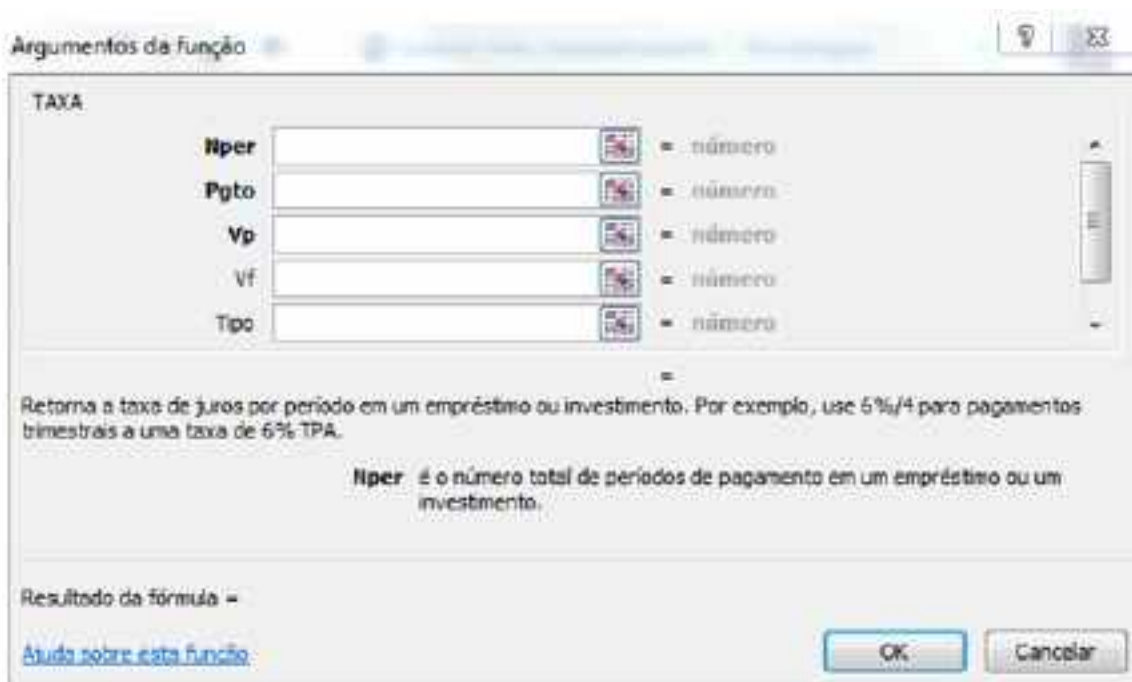 Argumentos da função
TAXA
Nper = número
Pgto = número
Vp = número
Vf = número
Tipo = número
=
Retorna a taxa de juros por período em um empréstimo ou investimento. Por exemplo, use 6%/4 para pagamentos
trimestrais a uma taxa de 6% TPA.
Nper é o número total de períodos de pagamento em um empréstimo ou um
investimento.
Resultado da fórmula =
Ajuda sobre esta função
OK
Cancelar